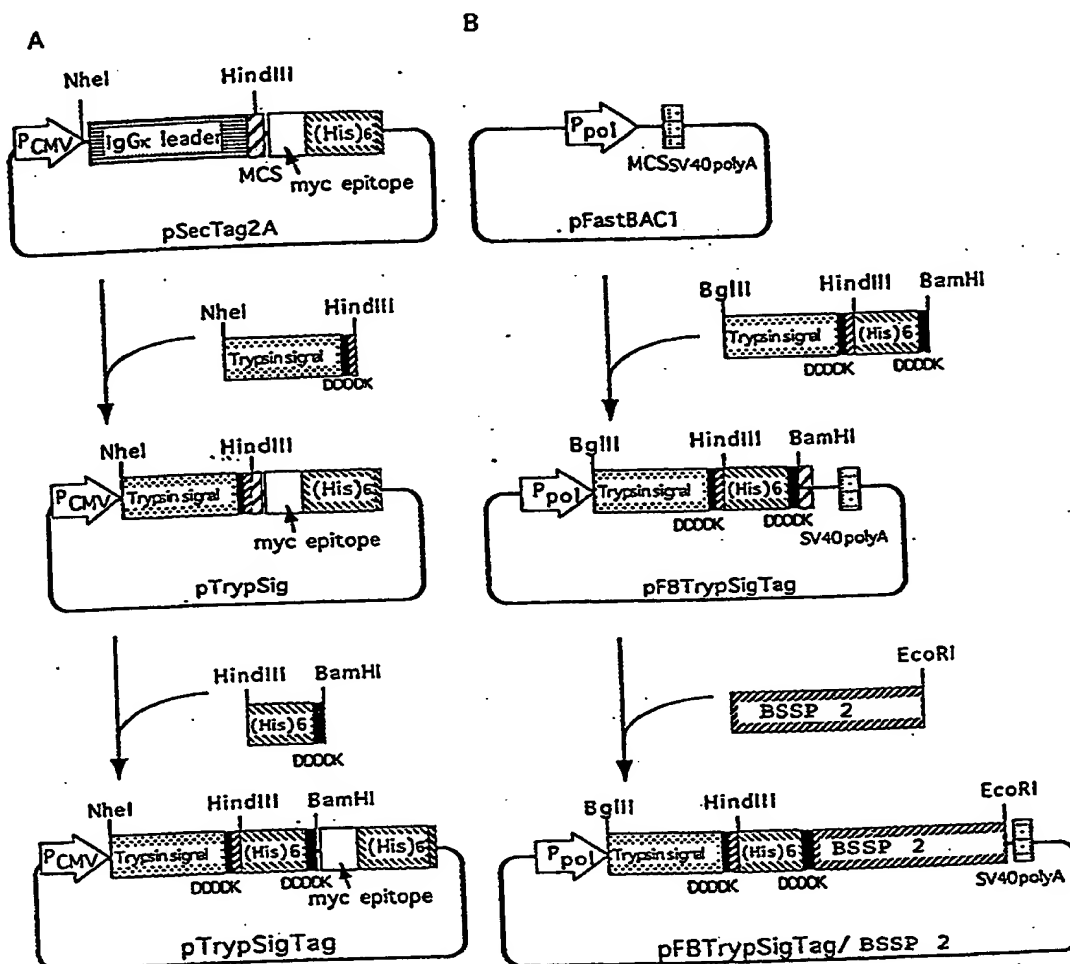 A
NheI
HindIII
PCMV
IgGκ leader
(His)6
MCS
myc epitope
pSecTag2A
NheI
HindIII
Trypsin signal
DDDDK
NheI
HindIII
PCMV
Trypsin signal
(His)6
myc epitope
pTrypSig
HindIII
BamHI
(His)6
DDDDK
NheI
HindIII
BamHI
PCMV
Trypsin signal
(His)6
(His)6
DDDDK
DDDDK
myc epitope
pTrypSigTag
B
Ppol
MCS
SV40polyA
pFastBAC1
BglII
HindIII
BamHI
Trypsin signal
(His)6
DDDDK
DDDDK
BglII
HindIII
BamHI
Ppol
Trypsin signal
(His)6
DDDDK
DDDDK
SV40polyA
pFBTrypSigTag
EcoRI
BSSP 2
BglII
HindIII
EcoRI
Ppol
Trypsin signal
(His)6
BSSP 2
DDDDK
DDDDK
SV40polyA
pFBTrypSigTag/ BSSP 2